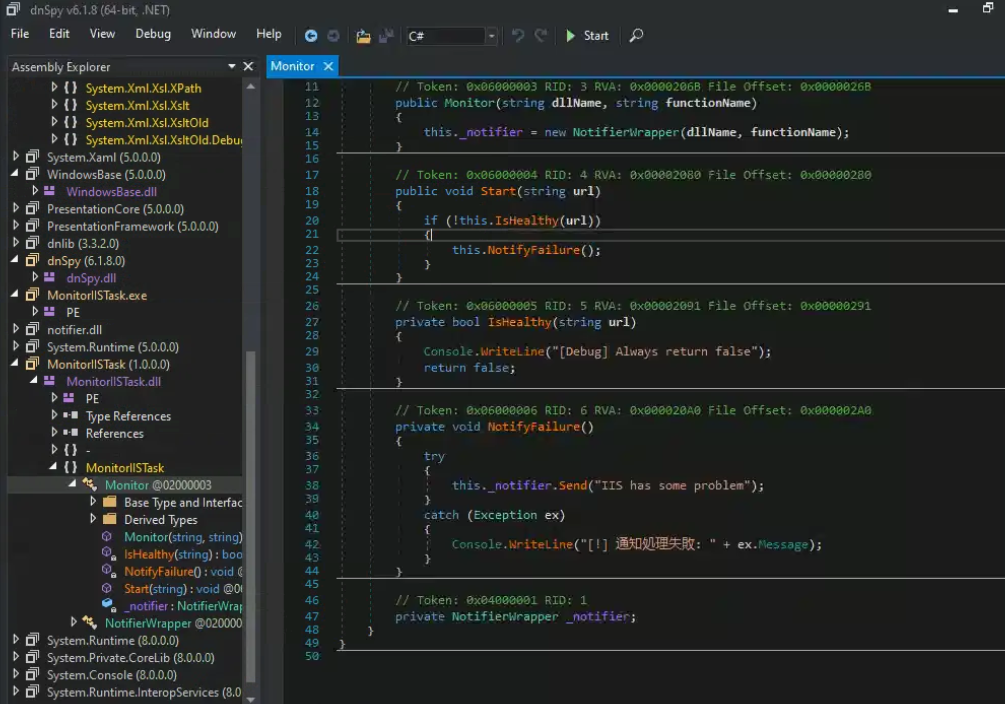 dnSpy v6.1.8 (64-bit, .NET)
File Edit View Debug Window Help C# Start
Assembly Explorer
System.Xml.Xsl.XPath
System.Xml.Xsl.Xslt
System.Xml.Xsl.XsltOld
System.Xml.Xsl.XsltOld.Debu
System.Xaml (5.0.0.0)
WindowsBase (5.0.0.0)
WindowsBase.dll
PresentationCore (5.0.0.0)
PresentationFramework (5.0.0.0)
dnlib (3.3.2.0)
dnSpy (6.1.8.0)
dnSpy.dll
MonitorIISTask.exe
PE
notifier.dll
System.Runtime (5.0.0.0)
MonitorIISTask (1.0.0.0)
MonitorIISTask.dll
PE
Type References
References
{ } -
MonitorIISTask
Monitor @02000003
Base Type and Interfac
Derived Types
Monitor(string, string)
IsHealthy(string) : boo
NotifyFailure() : void @
Start(string) : void @00
_notifier : NotifierWrap
NotifierWrapper @020000
System.Runtime (8.0.0.0)
System.Private.CoreLib (8.0.0.0)
System.Console (8.0.0.0)
System.Runtime.InteropServices (8.0
Monitor
11 // Token: 0x06000003 RID: 3 RVA: 0x0000206B File Offset: 0x0000026B
12 public Monitor(string dllName, string functionName)
13 {
14 this._notifier = new NotifierWrapper(dllName, functionName);
15 }
16
17 // Token: 0x06000004 RID: 4 RVA: 0x00002080 File Offset: 0x00000280
18 public void Start(string url)
19 {
20 if (!this.IsHealthy(url))
21 {
22 this.NotifyFailure();
23 }
24 }
25
26 // Token: 0x06000005 RID: 5 RVA: 0x00002091 File Offset: 0x00000291
27 private bool IsHealthy(string url)
28 {
29 Console.WriteLine("[Debug] Always return false");
30 return false;
31 }
32
33 // Token: 0x06000006 RID: 6 RVA: 0x000020A0 File Offset: 0x000002A0
34 private void NotifyFailure()
35 {
36 try
37 {
38 this._notifier.Send("IIS has some problem");
39 }
40 catch (Exception ex)
41 {
42 Console.WriteLine("[!] 通知処理失敗: " + ex.Message);
43 }
44 }
45
46 // Token: 0x04000001 RID: 1
47 private NotifierWrapper _notifier;
48 }
49 }
50